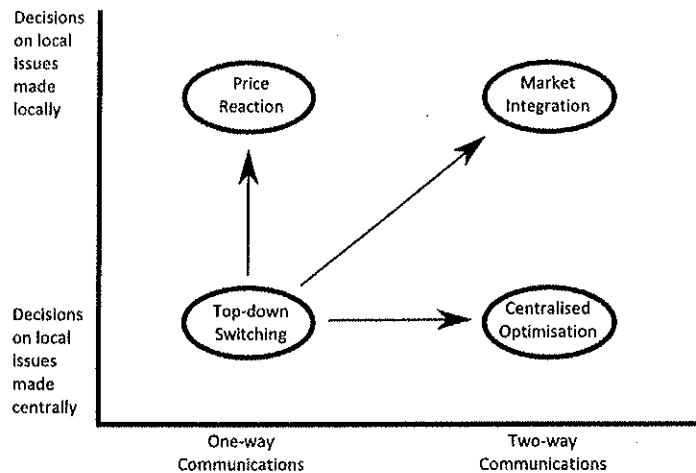 Decisions
on local
issues
made
locally
Price
Reaction
Market
Integration
Decisions
on local
issues
made
centrally
Top-down
Switching
Centralised
Optimisation
One-way
Communications
Two-way
Communications